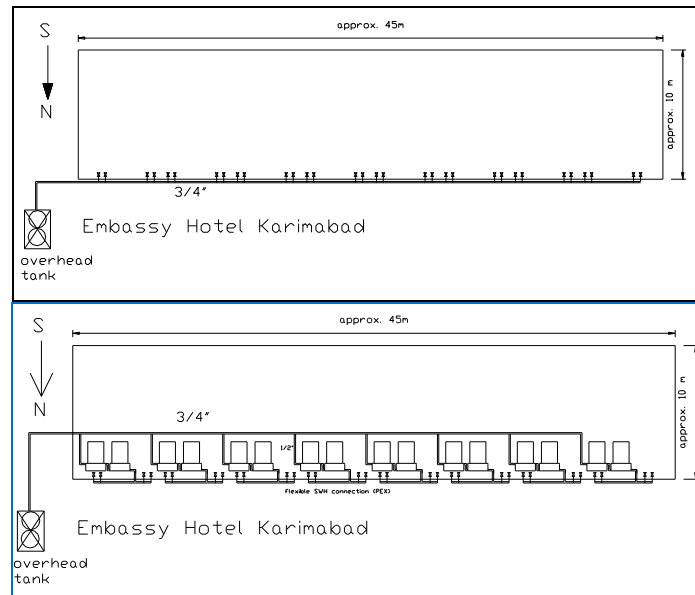 approx. 45m
S
N
approx. 10 m
3/4"
Embassy Hotel Karimabad
overhead
tank
approx. 45m
S
N
approx. 10 m
3/4"
1/2"
flexible SWH connection (PEX)
Embassy Hotel Karimabad
overhead
tank